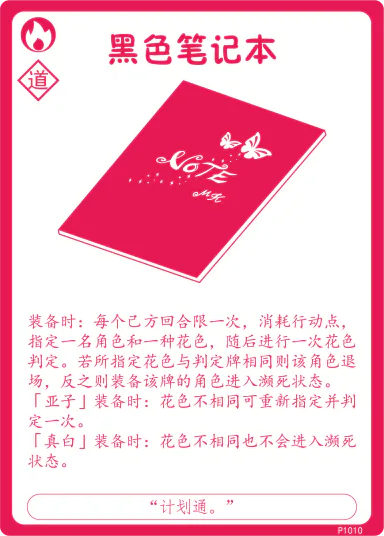 黑色笔记本
道
NOTE
MK
装备时：每个己方回合限一次，消耗行动点，
指定一名角色和一种花色，随后进行一次花色
判定。若所指定花色与判定牌相同则该角色退
场，反之则装备该牌的角色进入濒死状态。
「亚子」装备时：花色不相同可重新指定并判
定一次。
「真白」装备时：花色不相同也不会进入濒死
状态。
“计划通。”
P1010